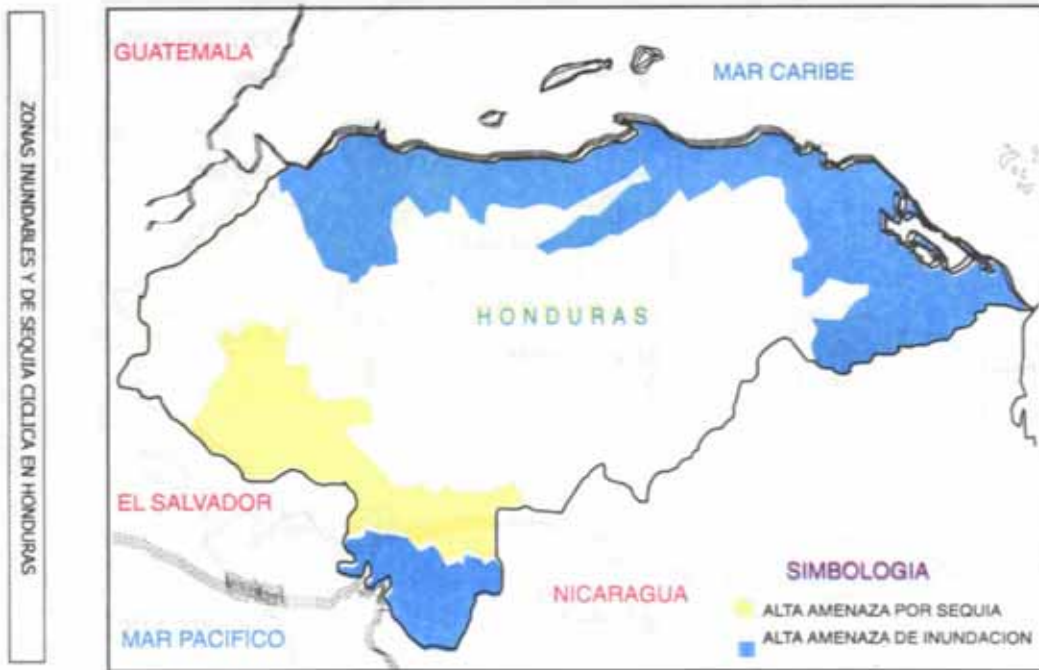 ZONAS INUNDABLES Y DE SEQUIA CICLICA EN HONDURAS
GUATEMALA
MAR CARIBE
HONDURAS
EL SALVADOR
NICARAGUA
MAR PACIFICO
SIMBOLOGIA
ALTA AMENAZA POR SEQUIA
ALTA AMENAZA DE INUNDACION